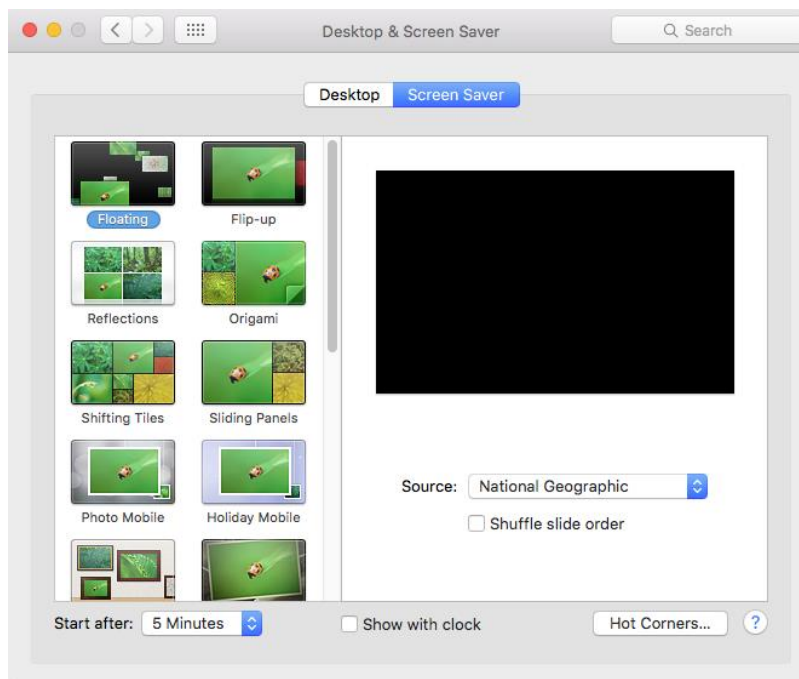 Desktop & Screen Saver
Search
Desktop
Screen Saver
Floating
Flip-up
Reflections
Origami
Shifting Tiles
Sliding Panels
Photo Mobile
Holiday Mobile
Source:
National Geographic
Shuffle slide order
Start after:
5 Minutes
Show with clock
Hot Corners...
?